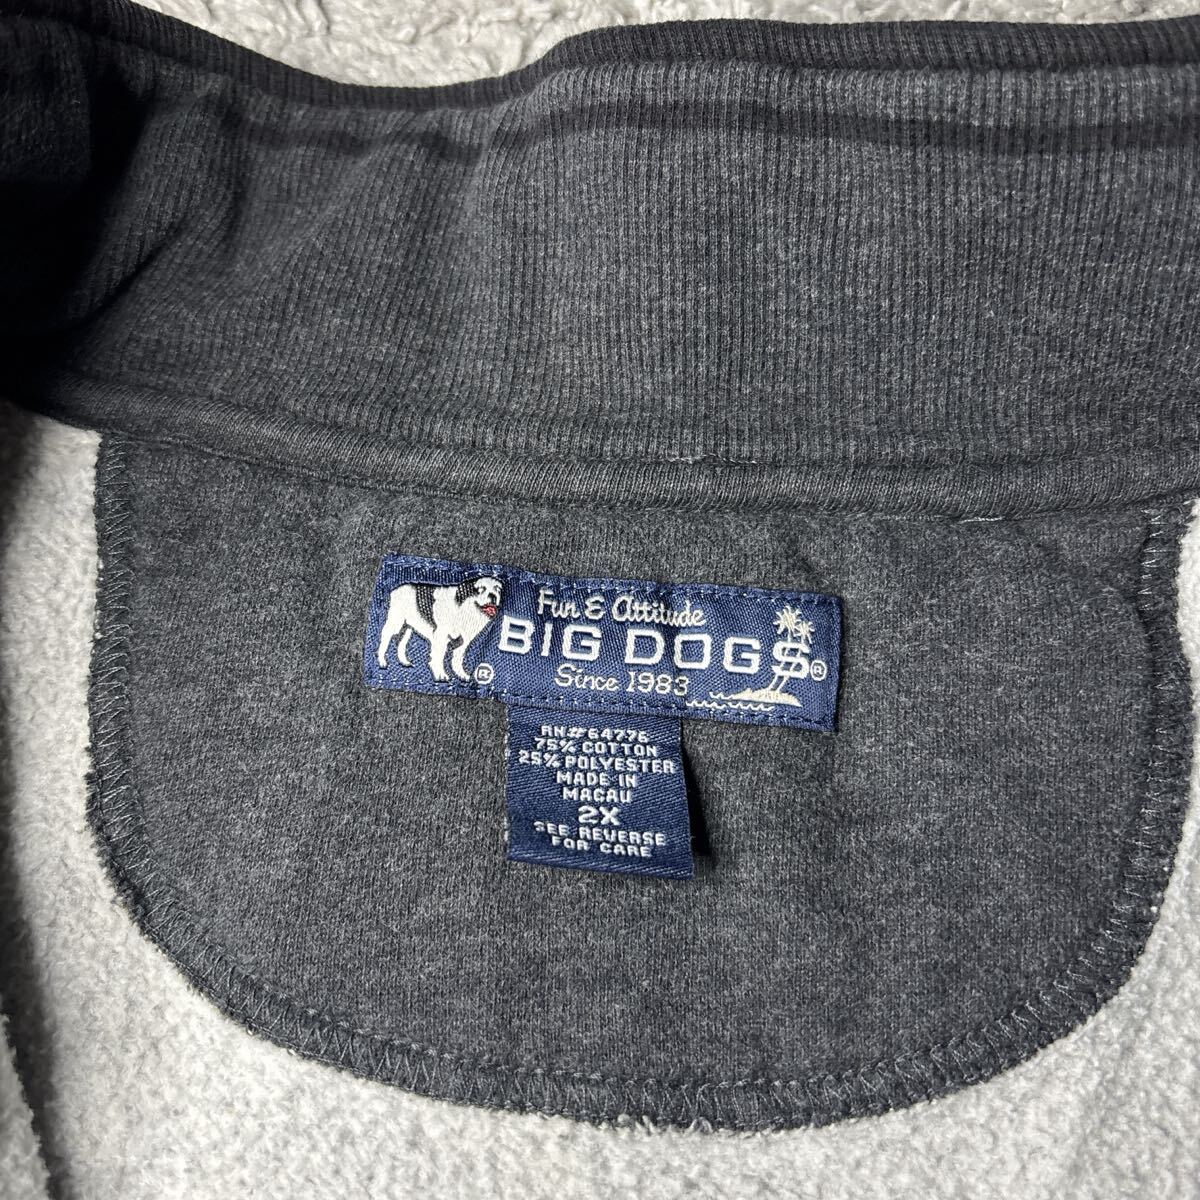 Fun & Attitude
BIG DOGS®
®
Since 1983
RN#64776
75% COTTON
25% POLYESTER
MADE IN
MACAU
2X
SEE REVERSE
FOR CARE